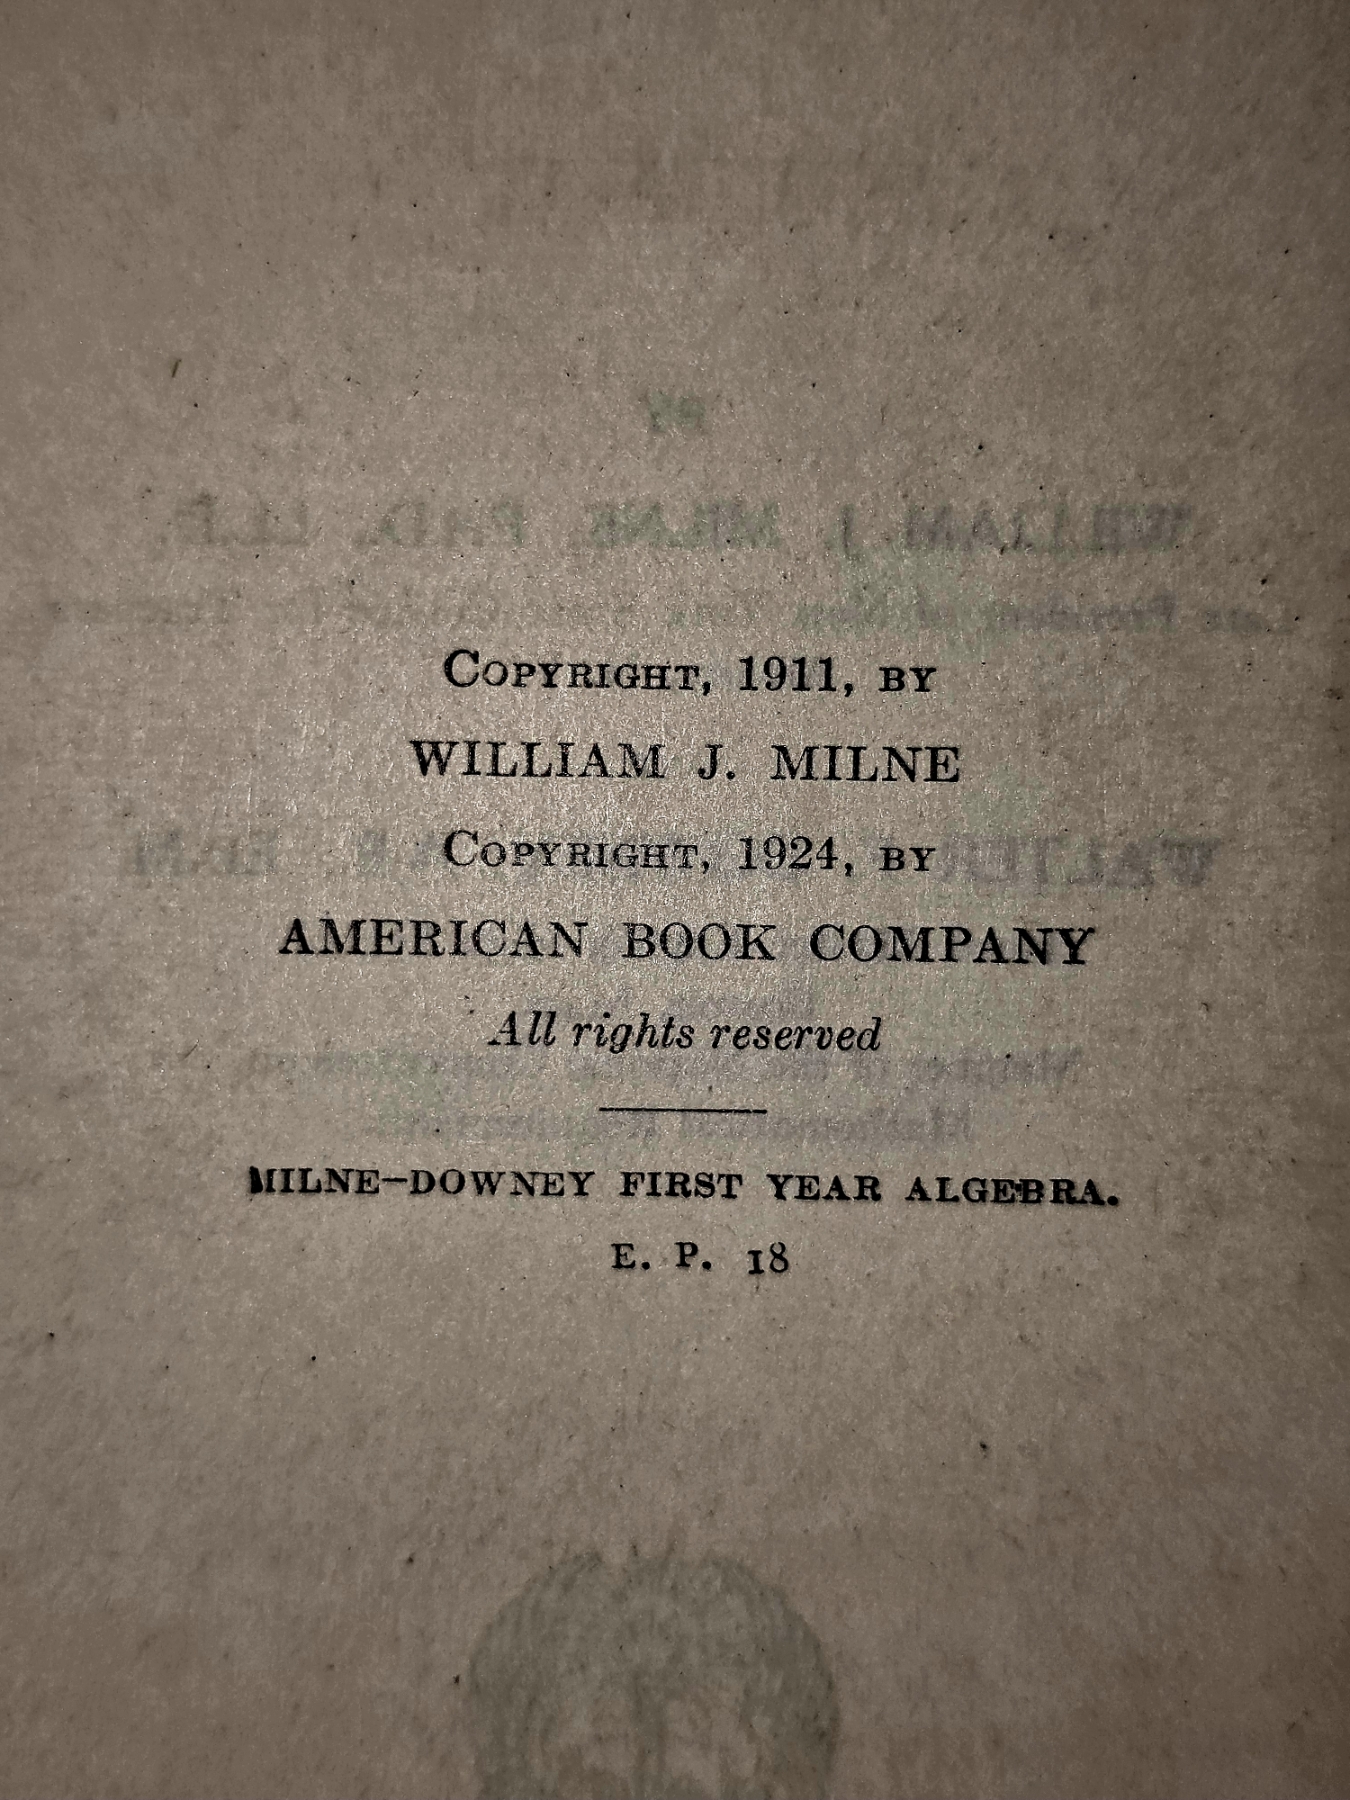 COPYRIGHT, 1911, BY
WILLIAM J. MILNE
COPYRIGHT, 1924, BY
AMERICAN BOOK COMPANY
All rights reserved
MILNE–DOWNEY FIRST YEAR ALGEBRA.
E. P. 18